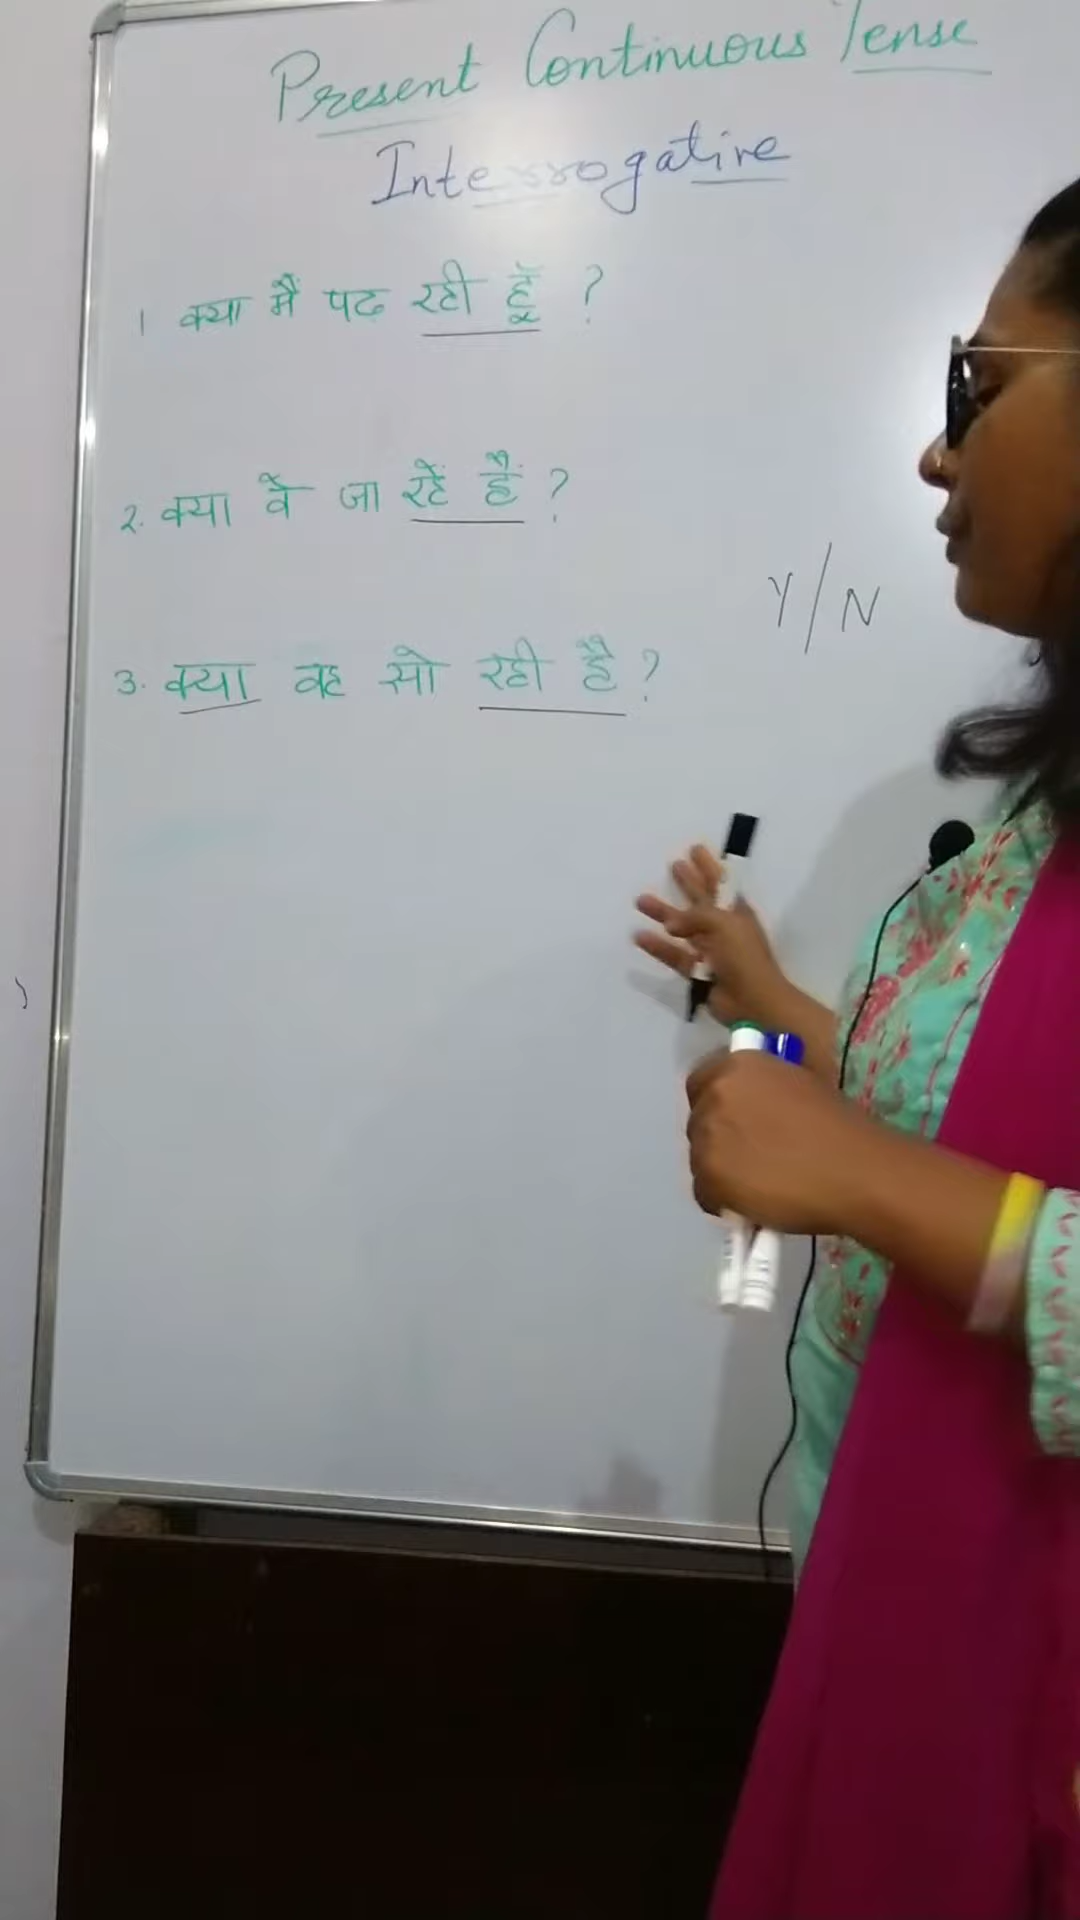 Present Continuous Tense
Interrogative
1 क्या मैं पढ रही हूँ ?
2. क्या वे जा रहें हैं ?
Y/N
3. क्या वह सो रही है ?